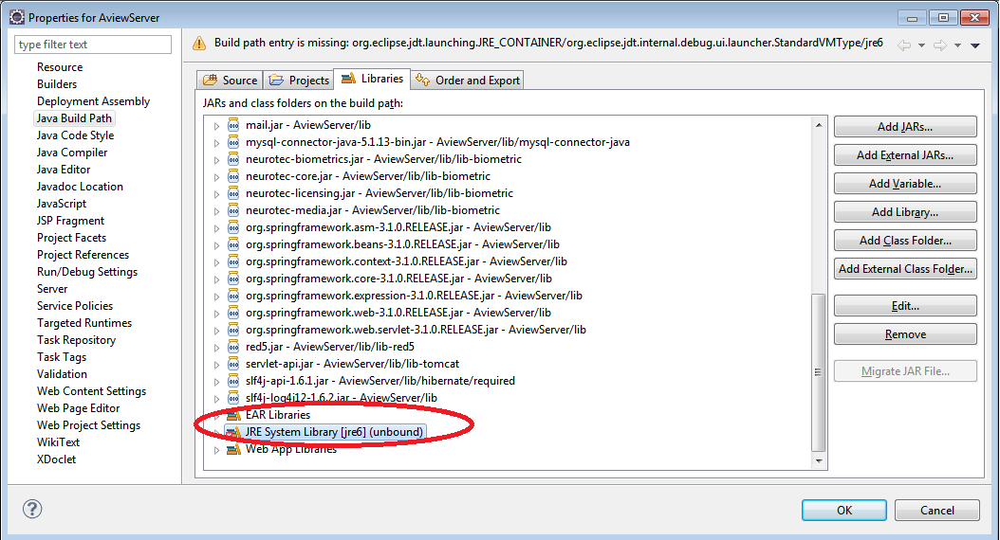 Properties for AviewServer
type filter text
Resource
Builders
Deployment Assembly
Java Build Path
Java Code Style
Java Compiler
Java Editor
Javadoc Location
JavaScript
JSP Fragment
Project Facets
Project References
Run/Debug Settings
Server
Service Policies
Targeted Runtimes
Task Repository
Task Tags
Validation
Web Content Settings
Web Page Editor
Web Project Settings
WikiText
XDoclet
Build path entry is missing: org.eclipse.jdt.launching.JRE_CONTAINER/org.eclipse.jdt.internal.debug.ui.launcher.StandardVMType/jre6
Source
Projects
Libraries
Order and Export
JARs and class folders on the build path:
mail.jar - AviewServer/lib
mysql-connector-java-5.1.13-bin.jar - AviewServer/lib/mysql-connector-java
neurotec-biometrics.jar - AviewServer/lib/lib-biometric
neurotec-core.jar - AviewServer/lib/lib-biometric
neurotec-licensing.jar - AviewServer/lib/lib-biometric
neurotec-media.jar - AviewServer/lib/lib-biometric
org.springframework.asm-3.1.0.RELEASE.jar - AviewServer/lib
org.springframework.beans-3.1.0.RELEASE.jar - AviewServer/lib
org.springframework.context-3.1.0.RELEASE.jar - AviewServer/lib
org.springframework.core-3.1.0.RELEASE.jar - AviewServer/lib
org.springframework.expression-3.1.0.RELEASE.jar - AviewServer/lib
org.springframework.web-3.1.0.RELEASE.jar - AviewServer/lib
org.springframework.web.servlet-3.1.0.RELEASE.jar - AviewServer/lib
red5.jar - AviewServer/lib/lib-red5
servlet-api.jar - AviewServer/lib/lib-tomcat
slf4j-api-1.6.1.jar - AviewServer/lib/hibernate/required
slf4j-log4j12-1.6.2.jar - AviewServer/lib
EAR Libraries
JRE System Library [jre6] (unbound)
Web App Libraries
Add JARs...
Add External JARs...
Add Variable...
Add Library...
Add Class Folder...
Add External Class Folder...
Edit...
Remove
Migrate JAR File...
OK
Cancel